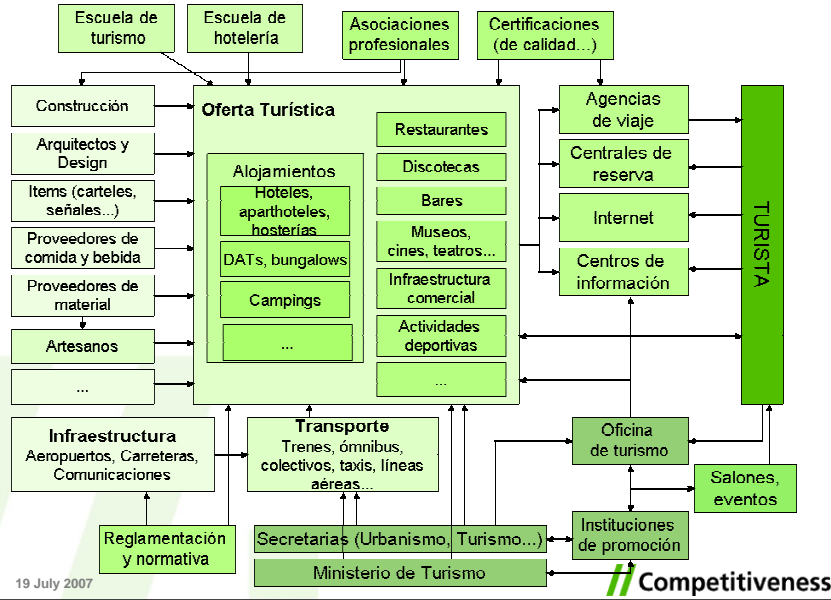 Escuela de
turismo
Escuela de
hotelería
Asociaciones
profesionales
Certificaciones
(de calidad...)
Construcción
Arquitectos y
Design
Items (carteles,
señales...)
Proveedores de
comida y bebida
Proveedores de
material
Artesanos
...
Oferta Turística
Alojamientos
Hoteles,
aparthoteles,
hosterías
DATs, bungalows
Campings
...
Restaurantes
Discotecas
Bares
Museos,
cines, teatros...
Infraestructura
comercial
Actividades
deportivas
...
Agencias
de viaje
Centrales de
reserva
Internet
Centros de
información
TURISTA
Infraestructura
Aeropuertos, Carreteras,
Comunicaciones
Transporte
Trenes, ómnibus,
colectivos, taxis, líneas
aéreas...
Oficina
de turismo
Salones,
eventos
Reglamentación
y normativa
Secretarias (Urbanismo, Turismo...)
Ministerio de Turismo
Instituciones
de promoción
19 July 2007
Competitiveness